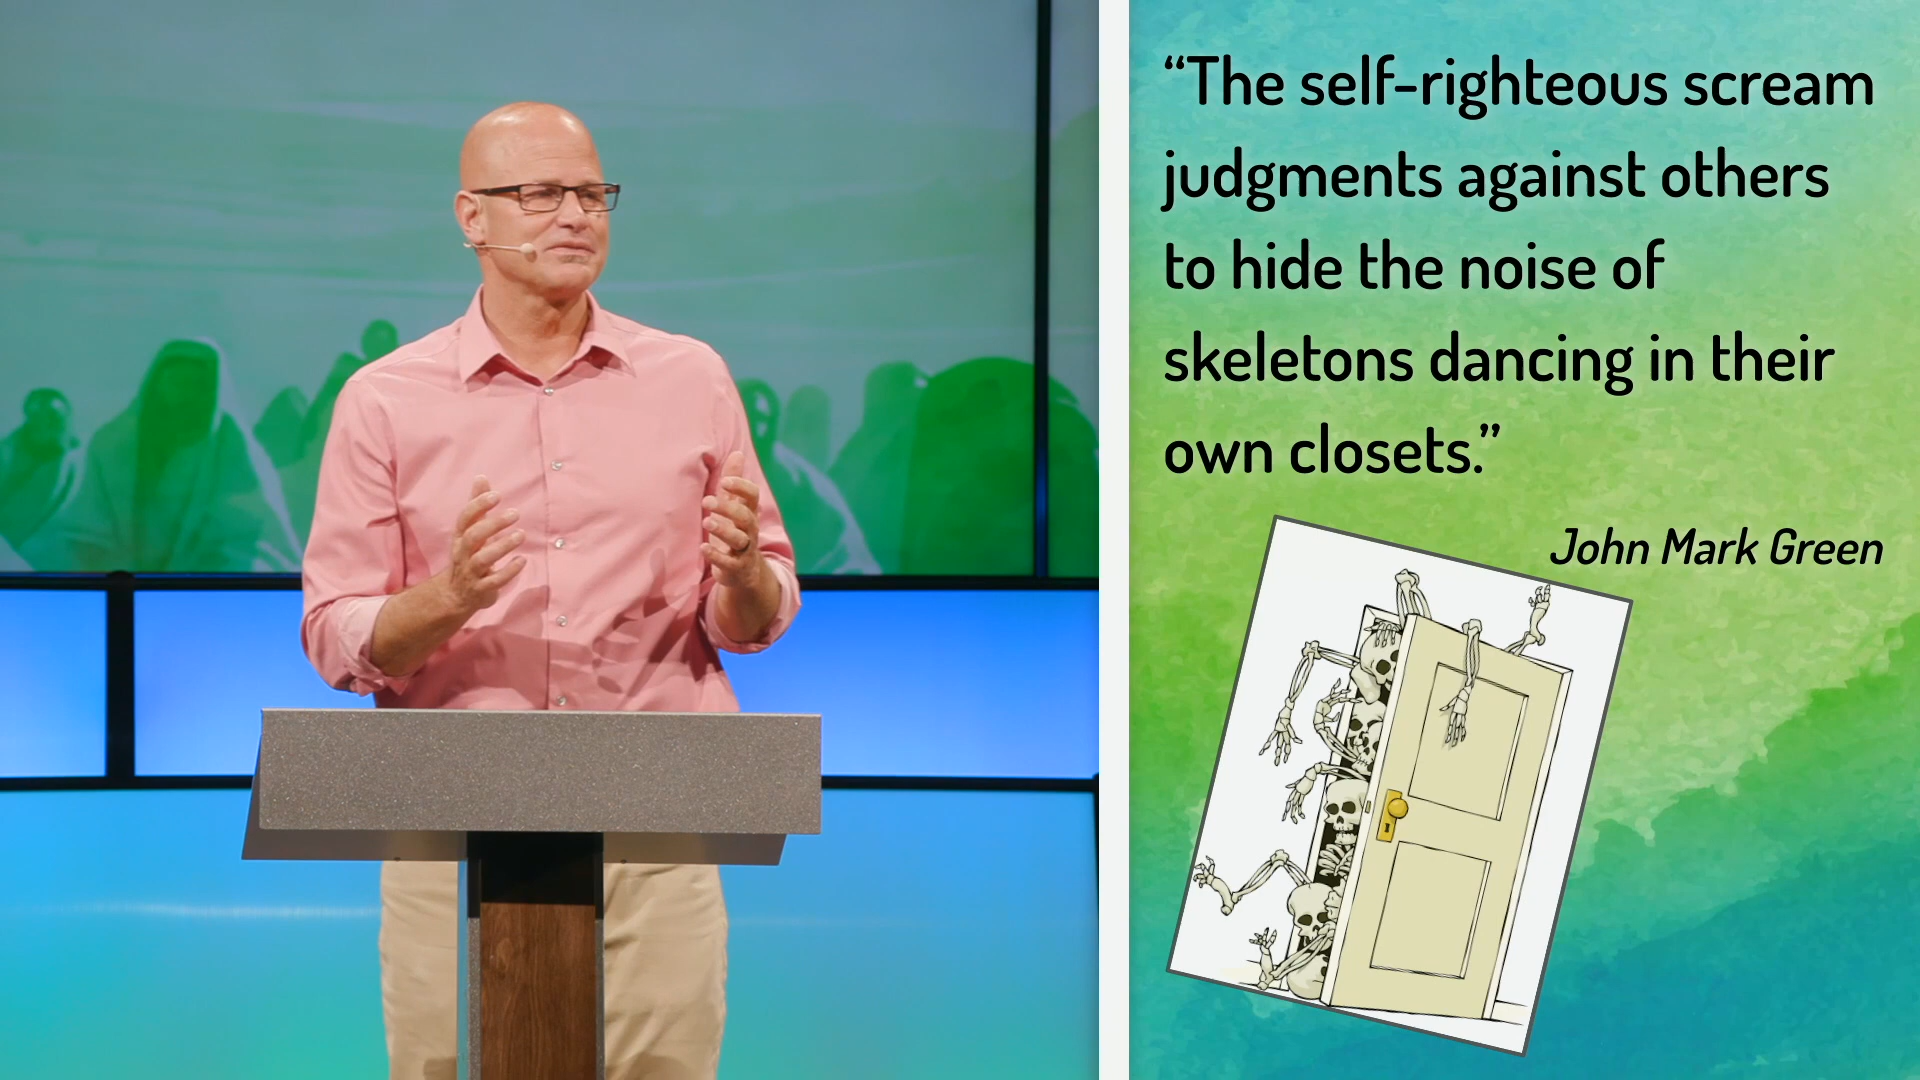 “The self-righteous scream
judgments against others
to hide the noise of
skeletons dancing in their
own closets.”
John Mark Green